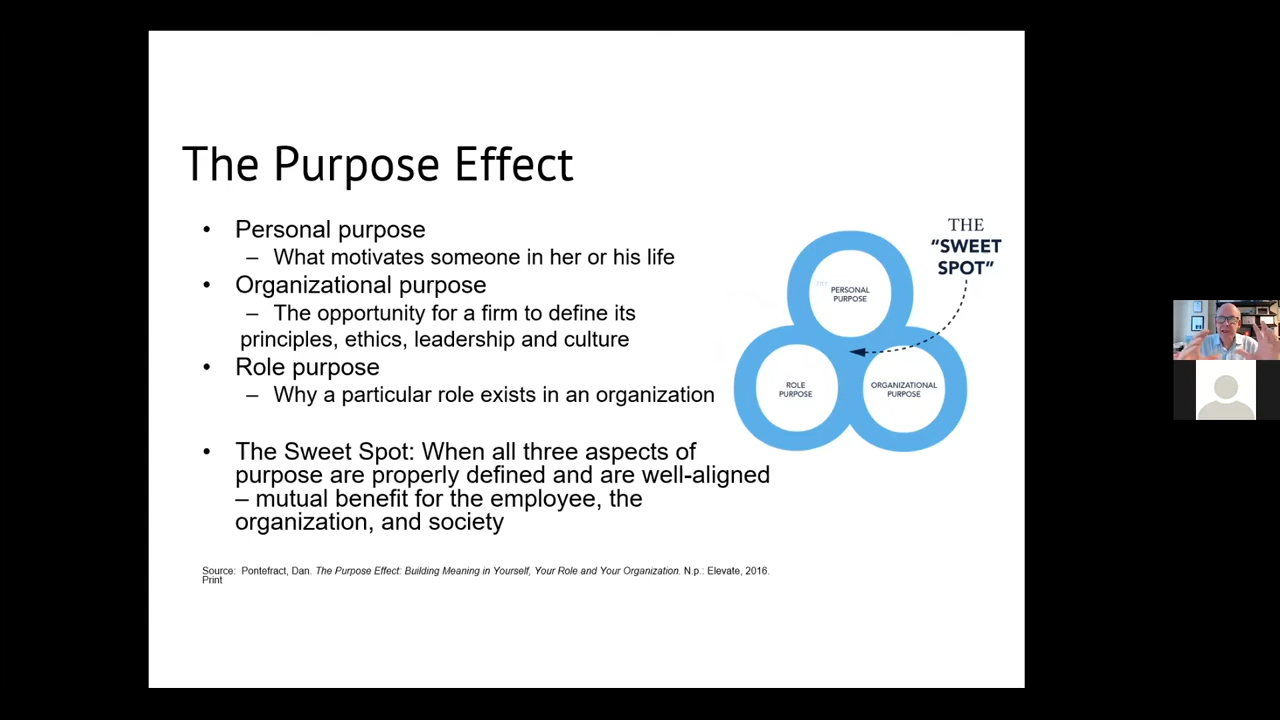 The Purpose Effect
• Personal purpose
– What motivates someone in her or his life
• Organizational purpose
– The opportunity for a firm to define its
principles, ethics, leadership and culture
• Role purpose
– Why a particular role exists in an organization
• The Sweet Spot: When all three aspects of
purpose are properly defined and are well-aligned
– mutual benefit for the employee, the
organization, and society
Source: Pontefract, Dan. The Purpose Effect: Building Meaning in Yourself, Your Role and Your Organization. N.p.: Elevate, 2016.
Print
THE
“SWEET
SPOT”
PERSONAL
PURPOSE
ROLE
PURPOSE
ORGANIZATIONAL
PURPOSE